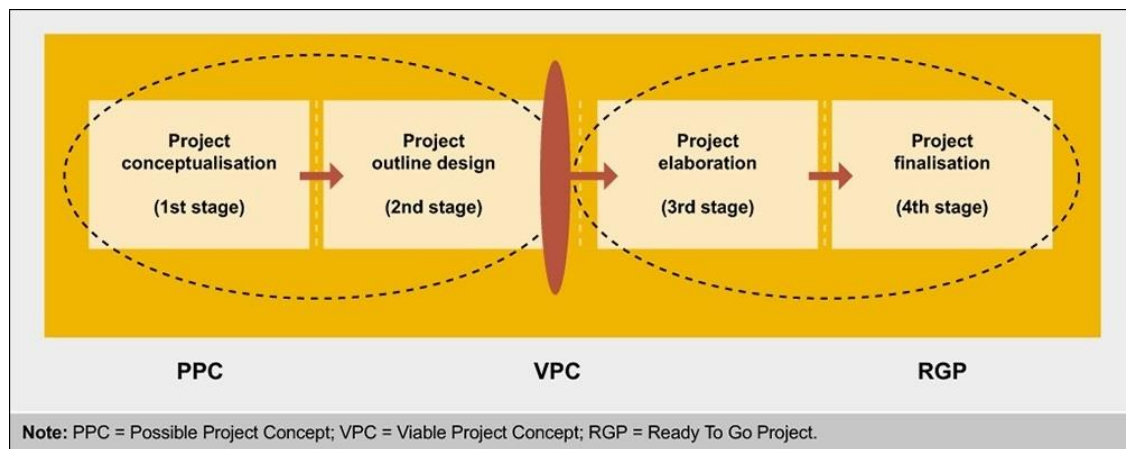 Project
conceptualisation
(1st stage)
Project
outline design
(2nd stage)
Project
elaboration
(3rd stage)
Project
finalisation
(4th stage)
PPC
VPC
RGP
Note: PPC = Possible Project Concept; VPC = Viable Project Concept; RGP = Ready To Go Project.